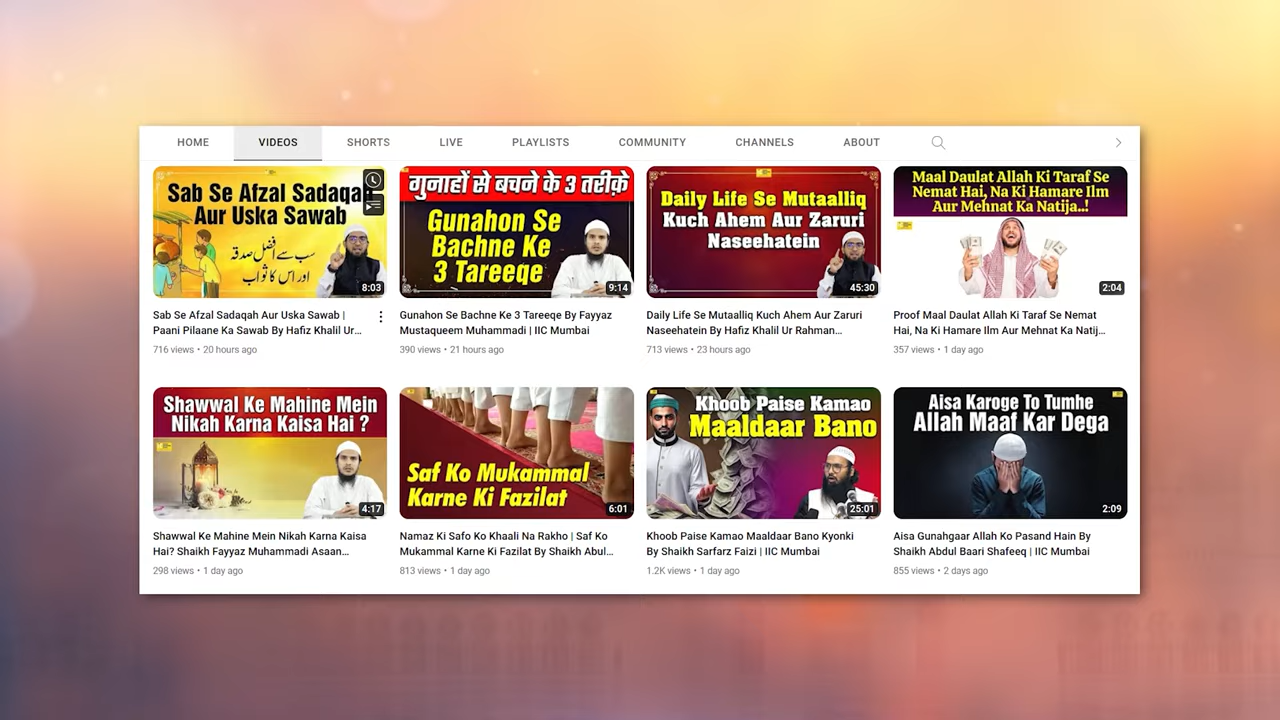 HOME VIDEOS SHORTS LIVE PLAYLISTS COMMUNITY CHANNELS ABOUT
Sab Se Afzal Sadaqah
Aur Uska Sawab
سب سے افضل صدقہ
اور اس کا ثواب
8:03
Sab Se Afzal Sadaqah Aur Uska Sawab |
Paani Pilaane Ka Sawab By Hafiz Khalil Ur...
716 views • 20 hours ago
गुनाहों से बचने के 3 तरीक़े
Gunahon Se
Bachne Ke
3 Tareeqe
9:14
Gunahon Se Bachne Ke 3 Tareeqe By Fayyaz
Mustaqueem Muhammadi | IIC Mumbai
390 views • 21 hours ago
Daily Life Se Mutaalliq
Kuch Ahem Aur Zaruri
Naseehatein
45:30
Daily Life Se Mutaalliq Kuch Ahem Aur Zaruri
Naseehatein By Hafiz Khalil Ur Rahman...
713 views • 23 hours ago
Maal Daulat Allah Ki Taraf Se
Nemat Hai, Na Ki Hamare Ilm
Aur Mehnat Ka Natija..!
2:04
Proof Maal Daulat Allah Ki Taraf Se Nemat
Hai, Na Ki Hamare Ilm Aur Mehnat Ka Natij...
357 views • 1 day ago
Shawwal Ke Mahine Mein
Nikah Karna Kaisa Hai ?
4:17
Shawwal Ke Mahine Mein Nikah Karna Kaisa
Hai? Shaikh Fayyaz Muhammadi Asaan...
298 views • 1 day ago
Saf Ko Mukammal
Karne Ki Fazilat
6:01
Namaz Ki Safo Ko Khaali Na Rakho | Saf Ko
Mukammal Karne Ki Fazilat By Shaikh Abul...
813 views • 1 day ago
Khoob Paise Kamao
Maaldaar Bano
25:01
Khoob Paise Kamao Maaldaar Bano Kyonki
By Shaikh Sarfarz Faizi | IIC Mumbai
1.2K views • 1 day ago
Aisa Karoge To Tumhe
Allah Maaf Kar Dega
2:09
Aisa Gunahgaar Allah Ko Pasand Hain By
Shaikh Abdul Baari Shafeeq | IIC Mumbai
855 views • 2 days ago